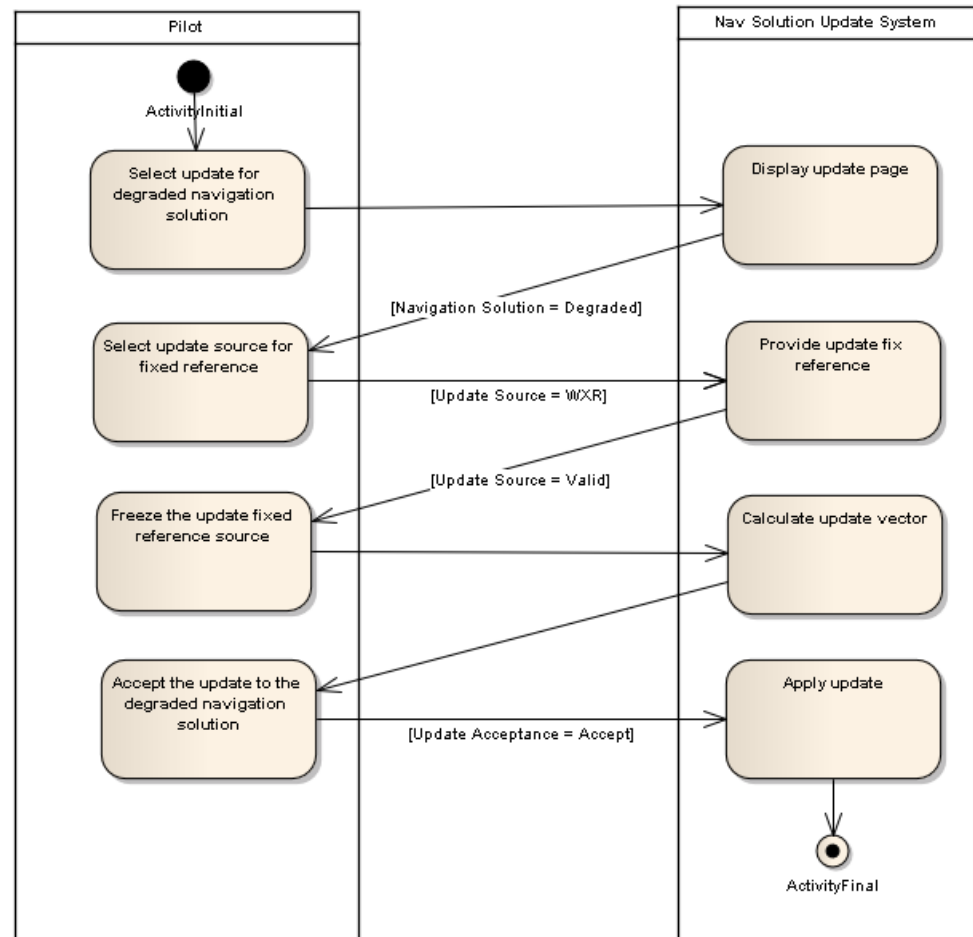 Pilot
Nav Solution Update System
ActivityInitial
Select update for
degraded navigation
solution
Display update page
[Navigation Solution = Degraded]
Select update source for
fixed reference
Provide update fix
reference
[Update Source = WXR]
[Update Source = Valid]
Freeze the update fixed
reference source
Calculate update vector
Accept the update to the
degraded navigation
solution
Apply update
[Update Acceptance = Accept]
ActivityFinal